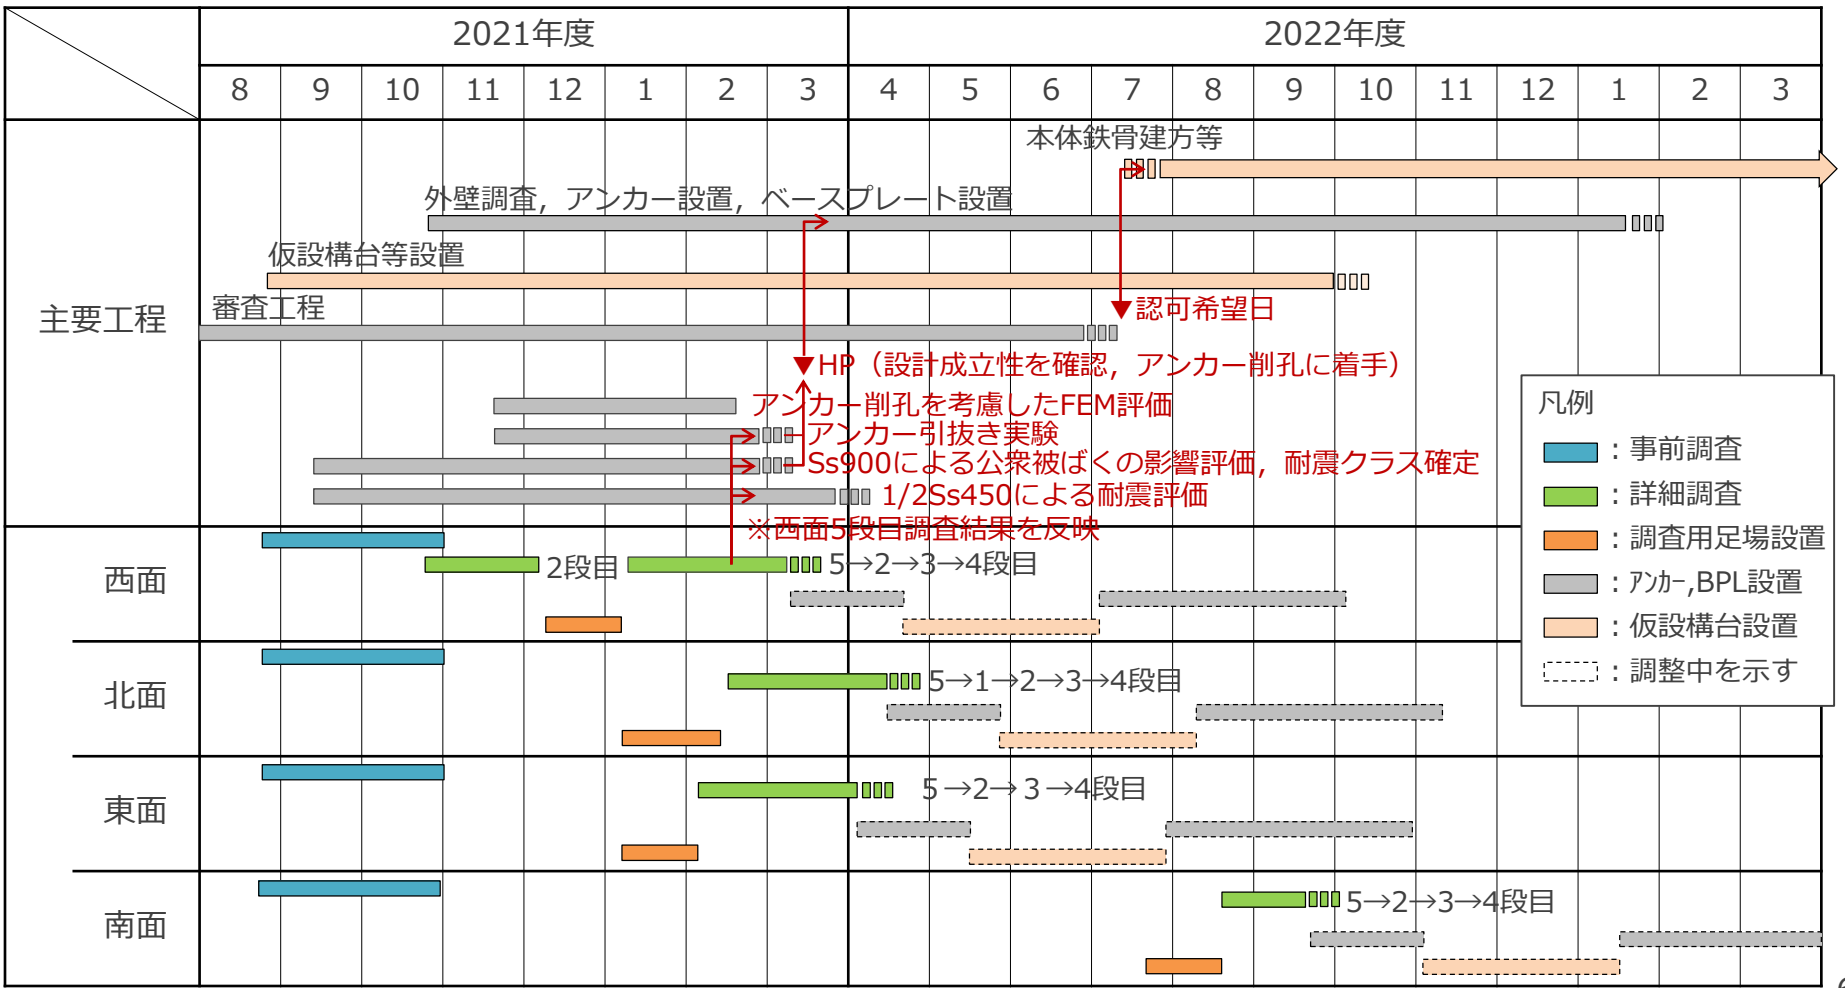 2021年度 2022年度
8 9 10 11 12 1 2 3 4 5 6 7 8 9 10 11 12 1 2 3
主要工程
本体鉄骨建方等
外壁調査，アンカー設置，ベースプレート設置
仮設構台等設置
審査工程
認可希望日
HP（設計成立性を確認，アンカー削孔に着手）
アンカー削孔を考慮したFEM評価
アンカー引抜き実験
Ss900による公衆被ばくの影響評価，耐震クラス確定
1/2Ss450による耐震評価
※西面5段目調査結果を反映
西面
2段目
5→2→3→4段目
北面
5→1→2→3→4段目
東面
5→2→3→4段目
南面
5→2→3→4段目
凡例
：事前調査
：詳細調査
：調査用足場設置
：ｱﾝｶｰ,BPL設置
：仮設構台設置
：調整中を示す